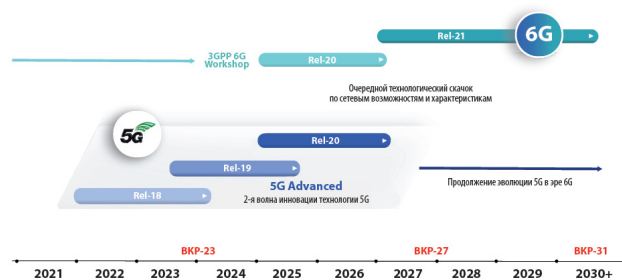 Rel-21
6G
3GPP 6G
Workshop
Rel-20
Очередной технологический скачок
по сетевым возможностям и характеристикам
5G
Rel-20
Rel-19
5G Advanced
2-я волна инновации технологии 5G
Rel-18
Продолжение эволюции 5G в эре 6G
ВКР-23
ВКР-27
ВКР-31
2021 2022 2023 2024 2025 2026 2027 2028 2029 2030+